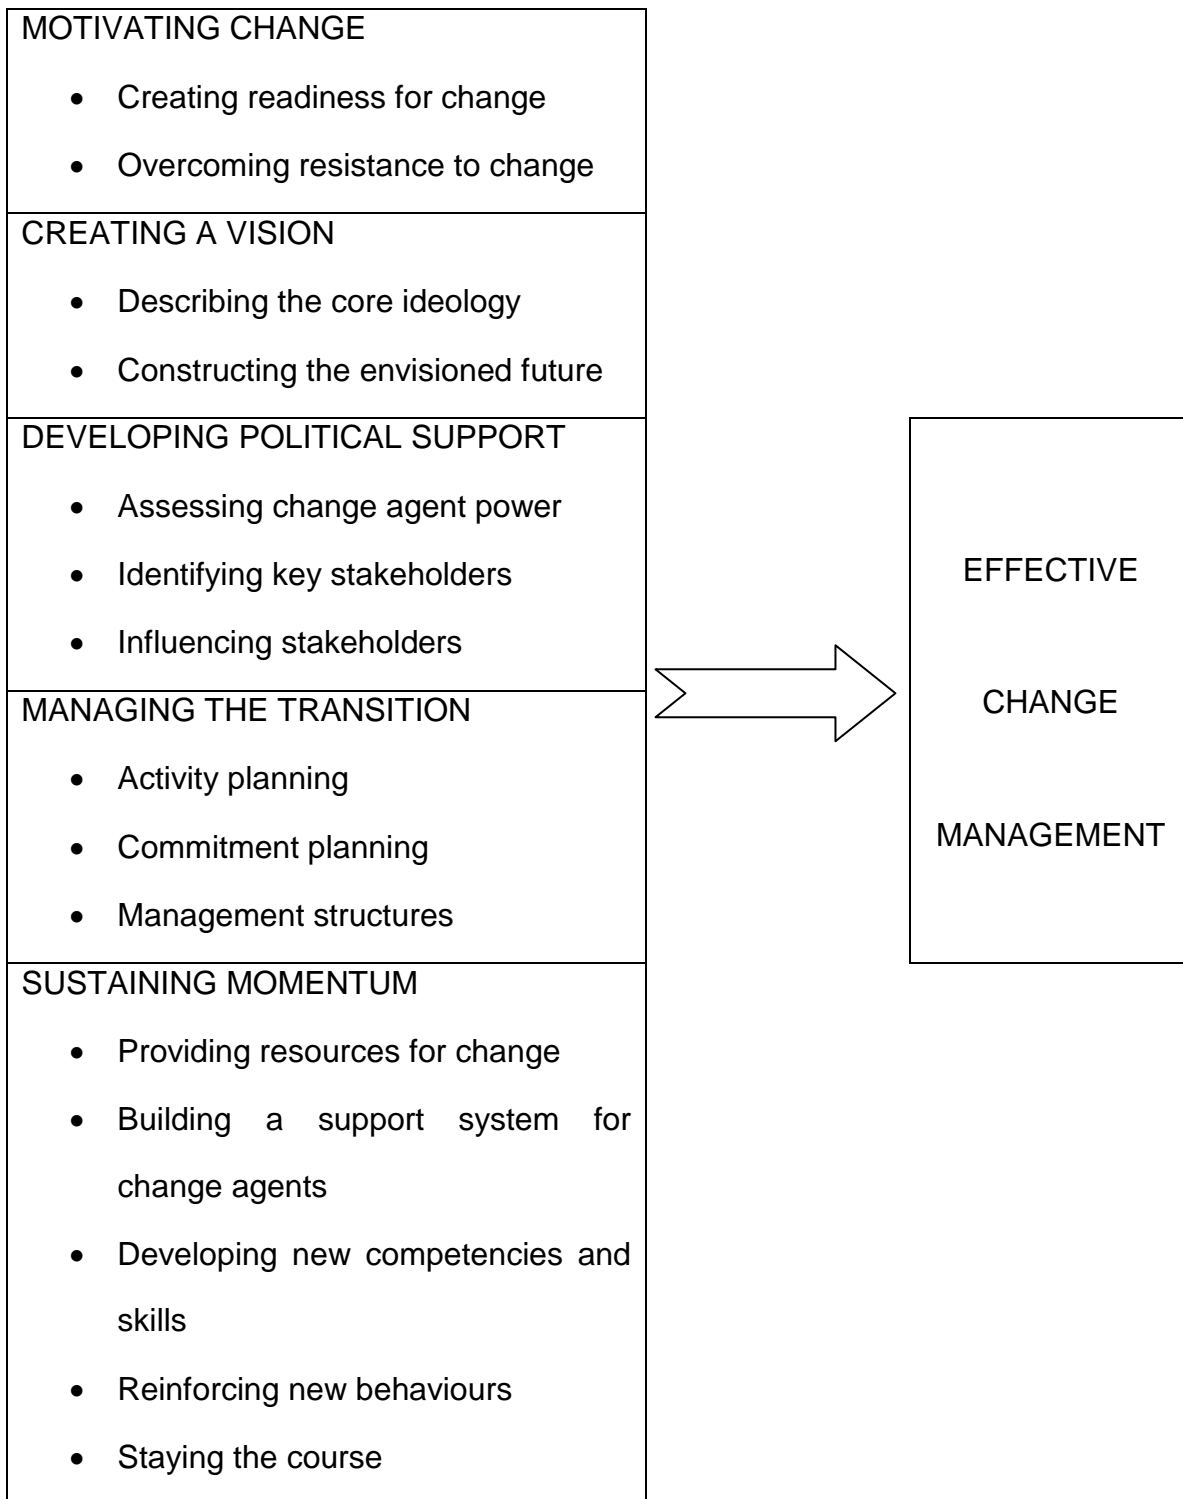 MOTIVATING CHANGE
• Creating readiness for change
• Overcoming resistance to change
CREATING A VISION
• Describing the core ideology
• Constructing the envisioned future
DEVELOPING POLITICAL SUPPORT
• Assessing change agent power
• Identifying key stakeholders
• Influencing stakeholders
MANAGING THE TRANSITION
• Activity planning
• Commitment planning
• Management structures
SUSTAINING MOMENTUM
• Providing resources for change
• Building a support system for
change agents
• Developing new competencies and
skills
• Reinforcing new behaviours
• Staying the course
EFFECTIVE
CHANGE
MANAGEMENT